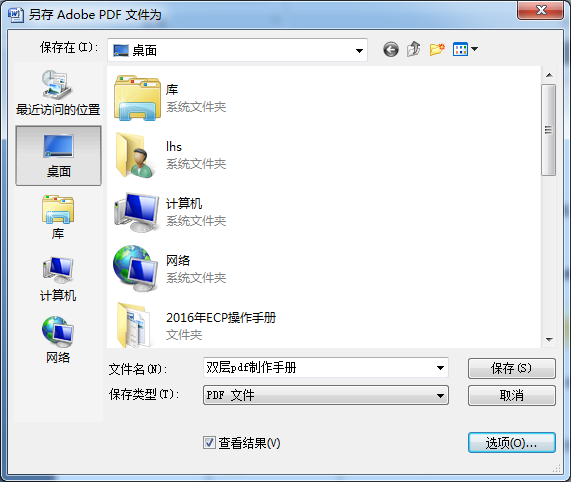 另存 Adobe PDF 文件为
保存在(I):
桌面
最近访问的位置
桌面
库
计算机
网络
库
系统文件夹
lhs
系统文件夹
计算机
系统文件夹
网络
系统文件夹
2016年ECP操作手册
文件夹
文件名(N):
双层pdf制作手册
保存(S)
保存类型(T):
PDF 文件
取消
查看结果(V)
选项(O)...